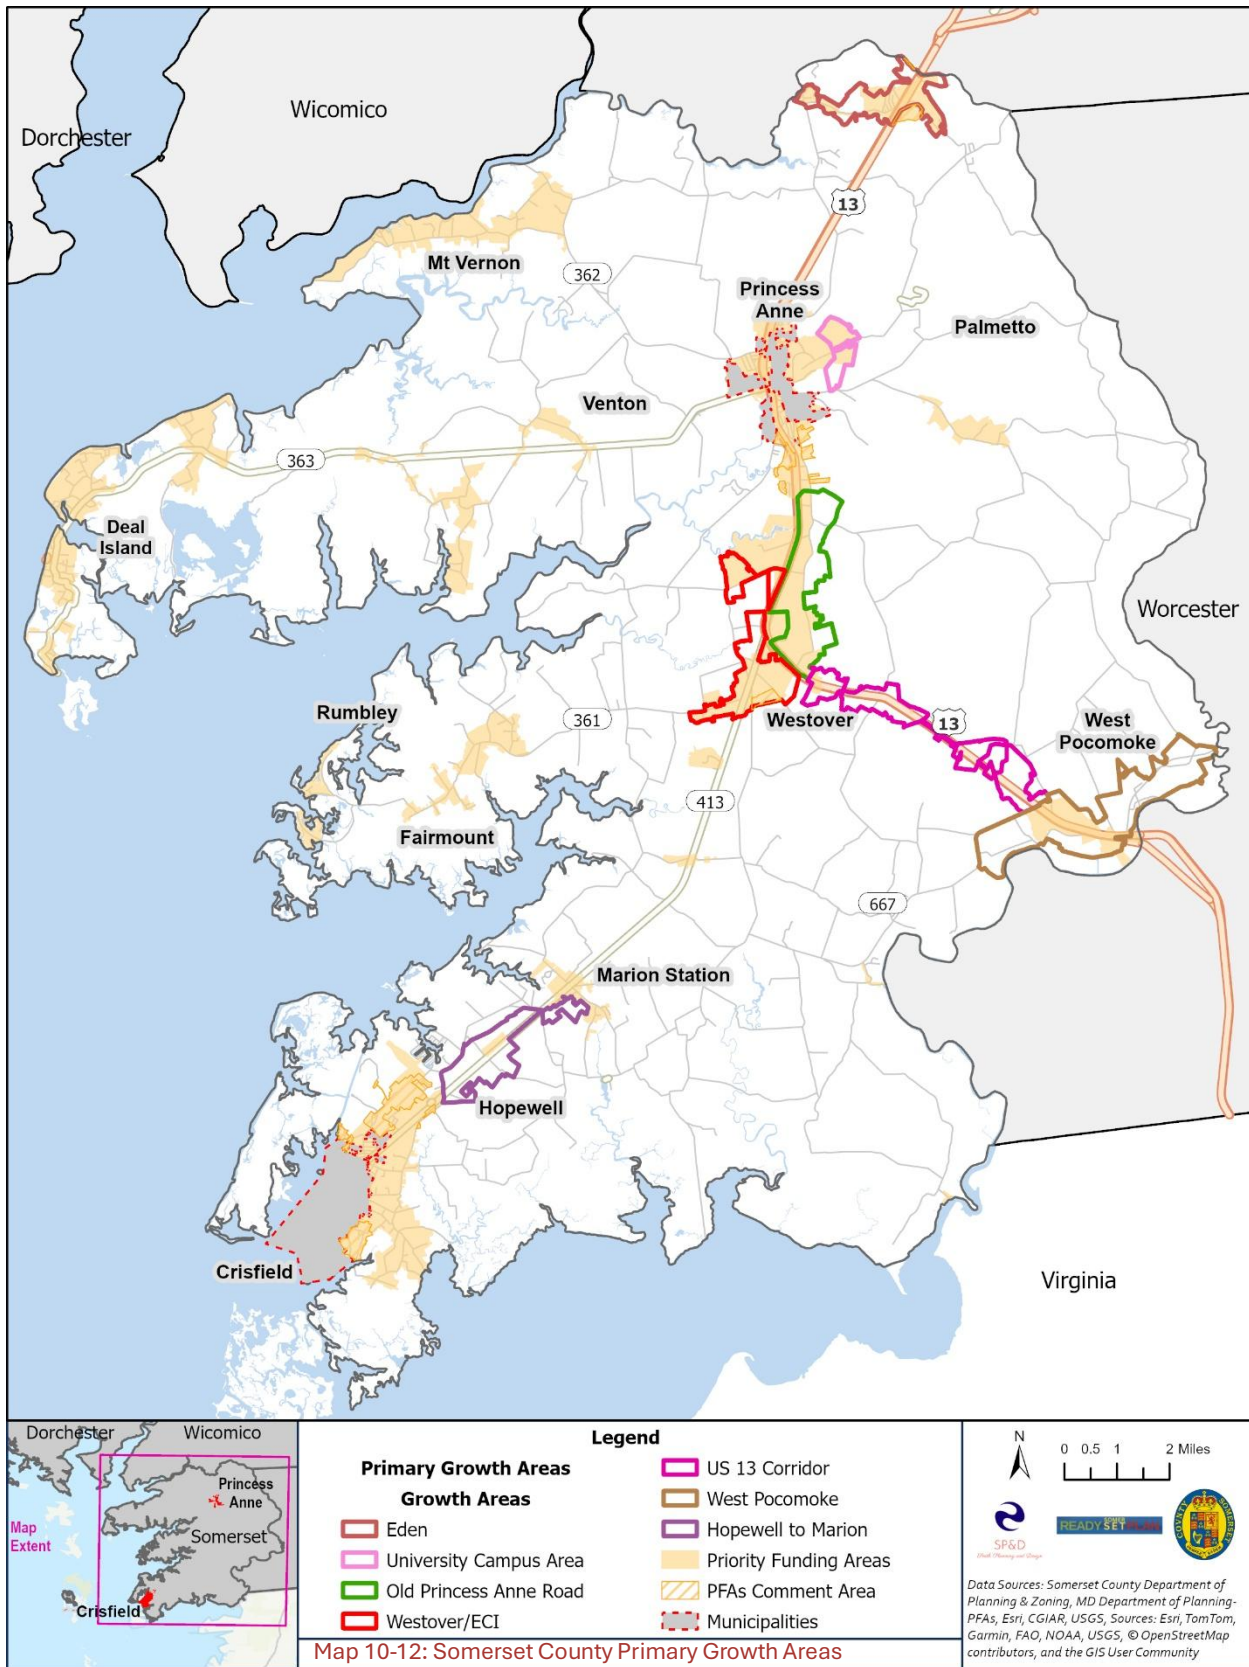 Wicomico
Dorchester
13
Mt Vernon
362
Princess
Anne
Palmetto
Venton
363
Deal
Island
Worcester
Rumbley
361
Westover
13
West
Pocomoke
413
Fairmount
667
Marion Station
Hopewell
Crisfield
Virginia
Dorchester
Wicomico
Princess
Anne
Map
Extent
Somerset
Crisfield
Legend
Primary Growth Areas
Growth Areas
Eden
University Campus Area
Old Princess Anne Road
Westover/ECI
US 13 Corridor
West Pocomoke
Hopewell to Marion
Priority Funding Areas
PFAs Comment Area
Municipalities
Map 10-12: Somerset County Primary Growth Areas
N
0 0.5 1 2 Miles
SP&D
READY SET
COUNTY SOMERSET
Data Sources: Somerset County Department of
Planning & Zoning, MD Department of Planning-
PFAs, Esri, CGIAR, USGS, Sources: Esri, TomTom,
Garmin, FAO, NOAA, USGS, © OpenStreetMap
contributors, and the GIS User Community